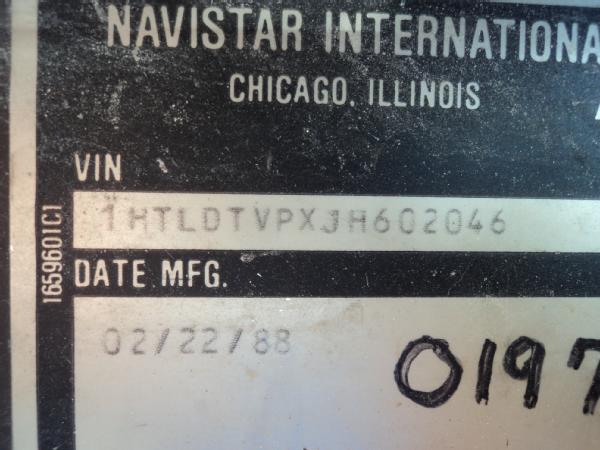 NAVISTAR INTERNATIONA
CHICAGO, ILLINOIS
VIN
1HTLDTVPXJH602046
1659601C1
DATE MFG.
02/22/88
0197